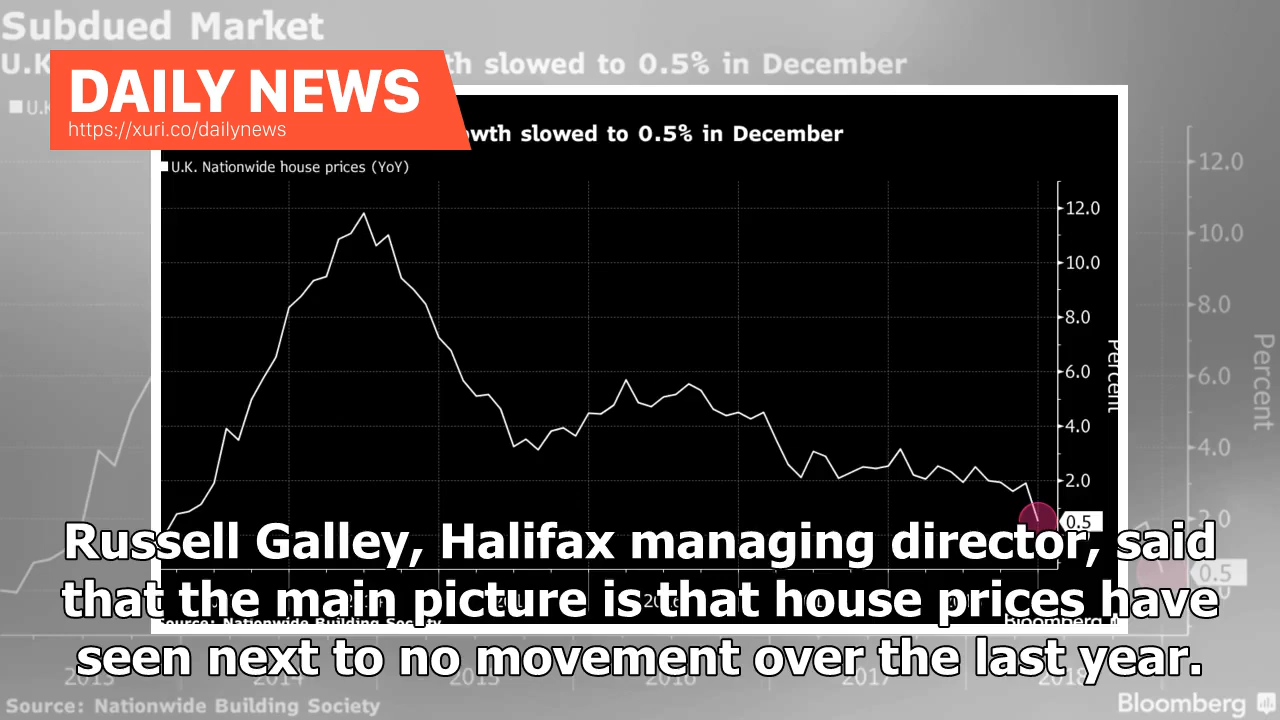 Subdued Market
U.K. th slowed to 0.5% in December
DAILY NEWS
https://xuri.co/dailynews
owth slowed to 0.5% in December
U.K. Nationwide house prices (YoY)
12.0
10.0
8.0
6.0
4.0
2.0
0.5
Percent
12.0
10.0
8.0
6.0
4.0
2.0
0.5
Percent
Russell Galley, Halifax managing director, said
that the main picture is that house prices have
seen next to no movement over the last year.
Source: Nationwide Building Society
Bloomberg
2013 2014 2015 2016 2017 2018
Source: Nationwide Building Society
Bloomberg